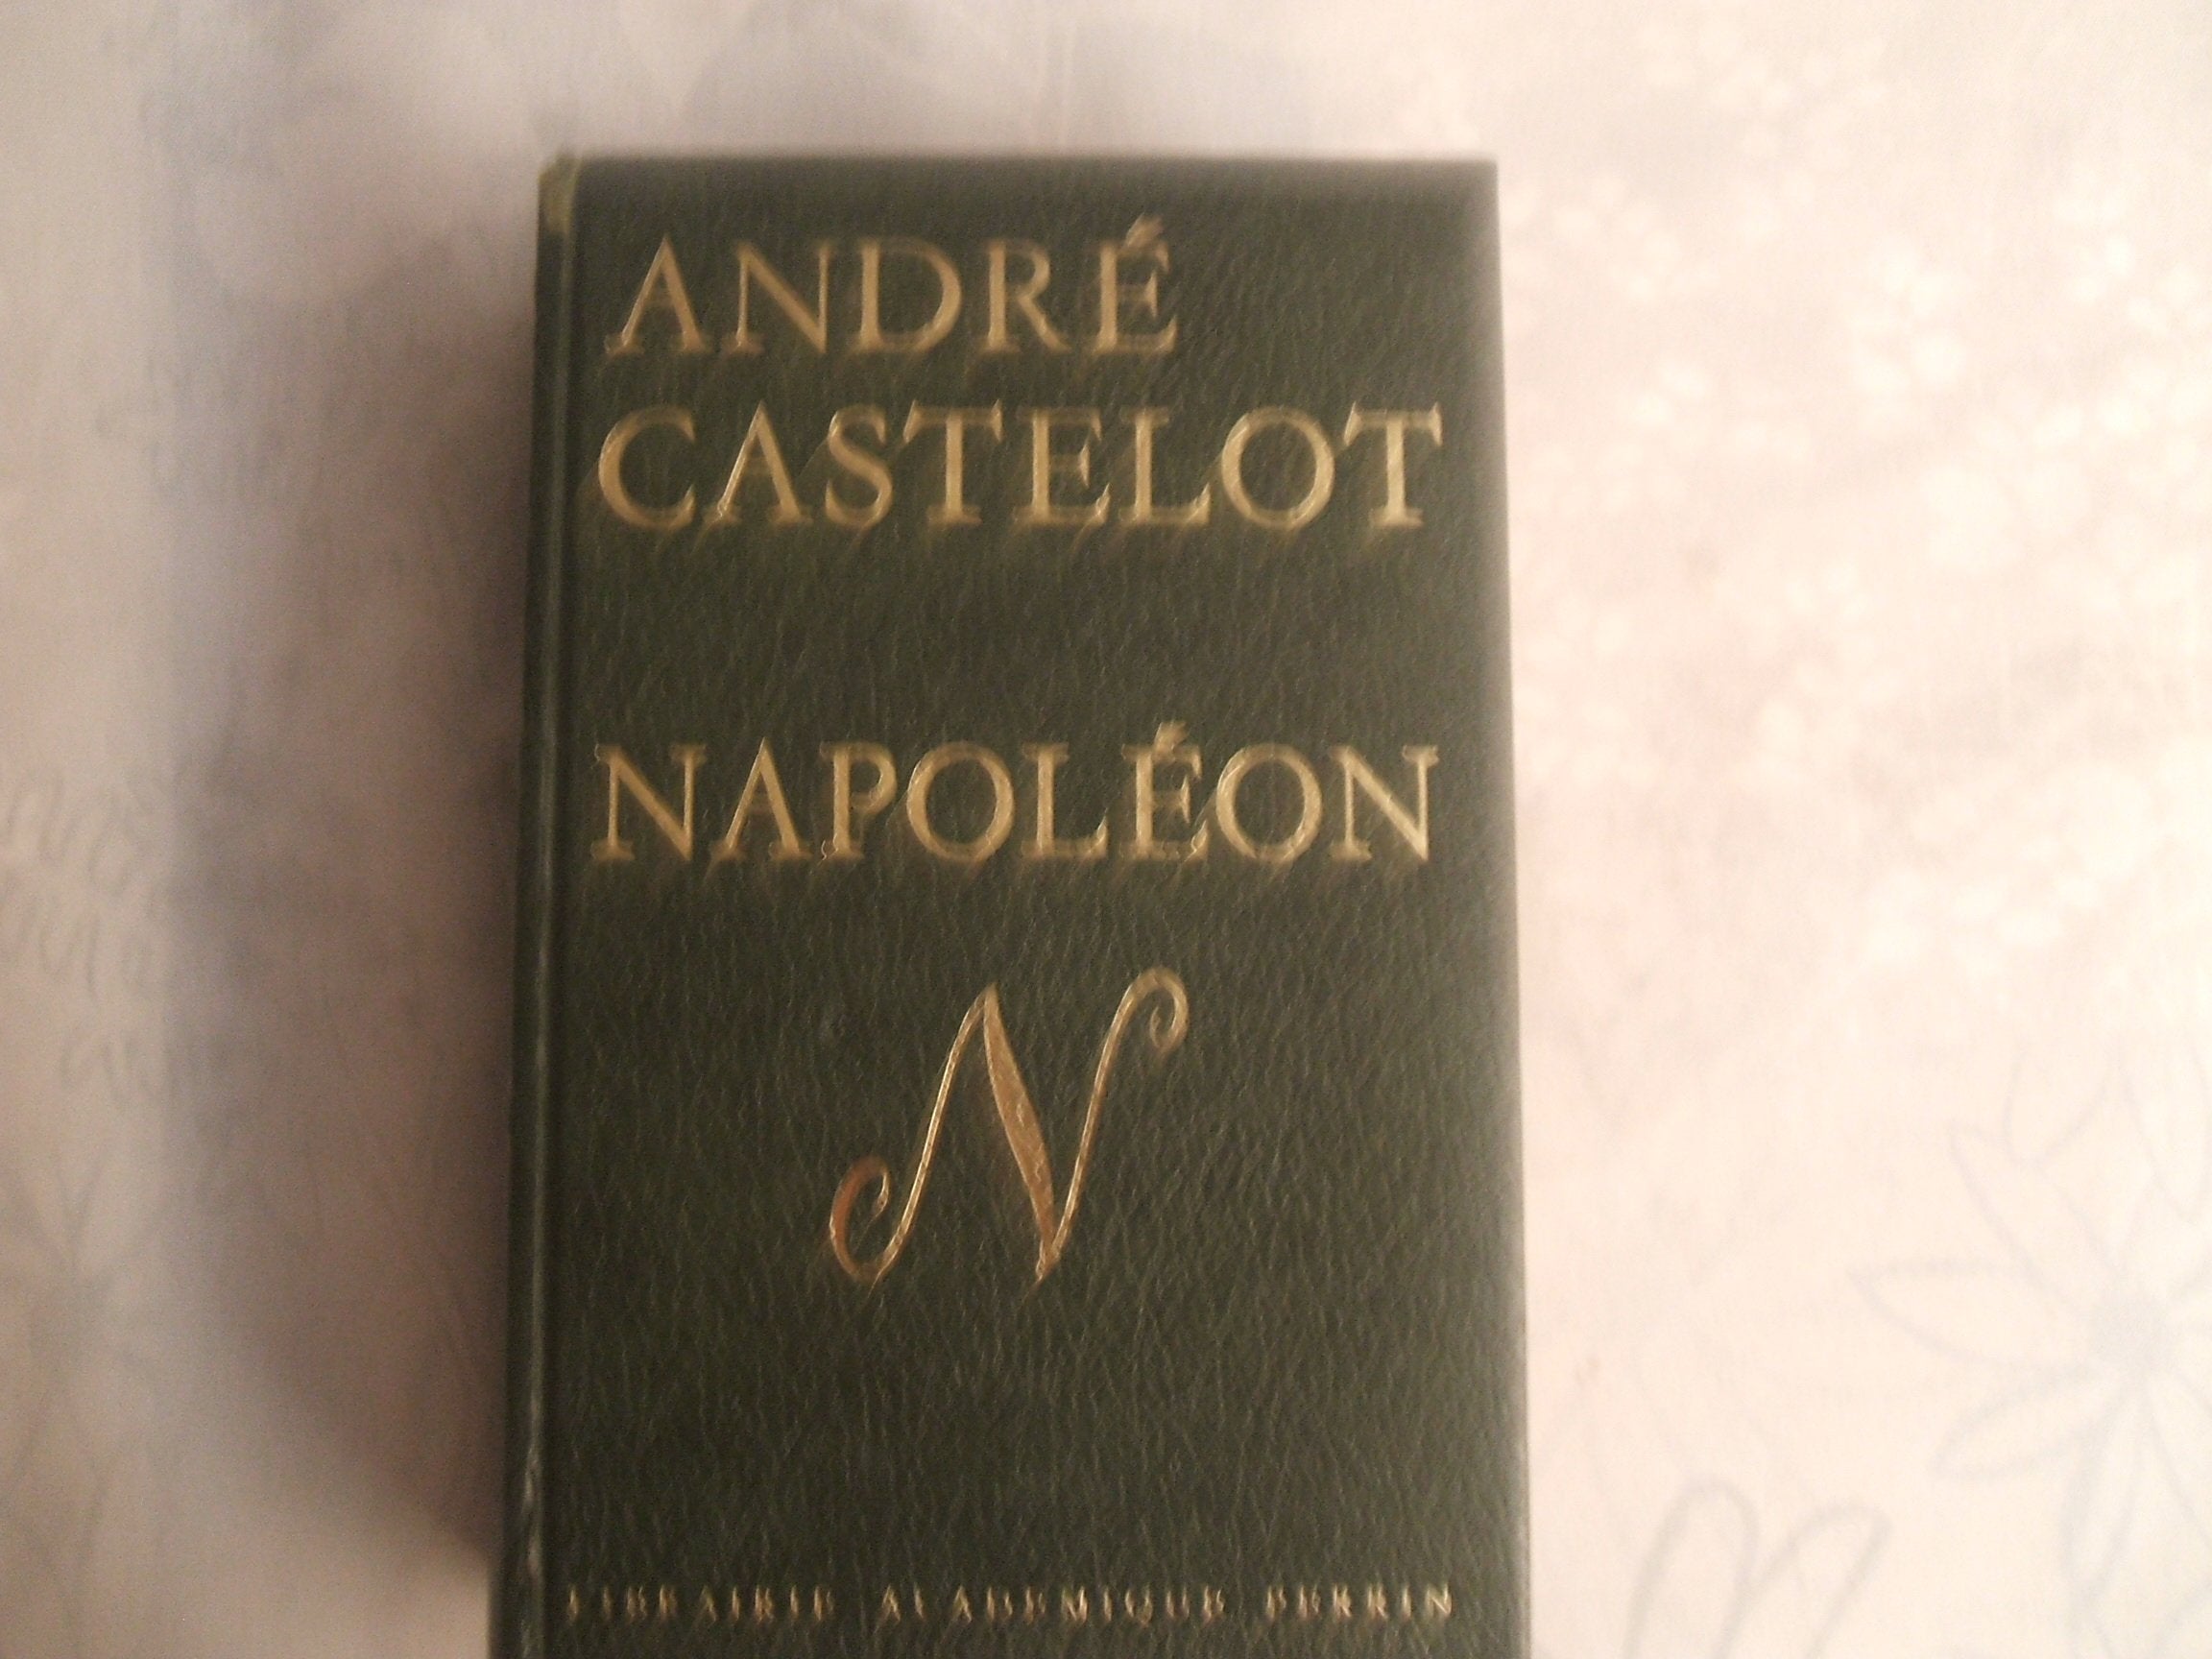 ANDRÉ
CASTELOT
NAPOLÉON
N
LIBRAIRIE ACADÉMIQUE PERRIN